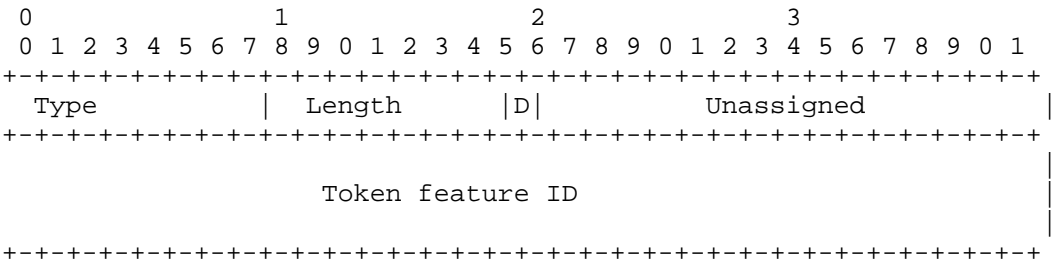 0                   1                   2                   3
0 1 2 3 4 5 6 7 8 9 0 1 2 3 4 5 6 7 8 9 0 1 2 3 4 5 6 7 8 9 0 1
+-+-+-+-+-+-+-+-+-+-+-+-+-+-+-+-+-+-+-+-+-+-+-+-+-+-+-+-+-+-+-+-+
Type | Length |D| Unassigned |
+-+-+-+-+-+-+-+-+-+-+-+-+-+-+-+-+-+-+-+-+-+-+-+-+-+-+-+-+-+-+-+-+
|
Token feature ID |
|
+-+-+-+-+-+-+-+-+-+-+-+-+-+-+-+-+-+-+-+-+-+-+-+-+-+-+-+-+-+-+-+-+